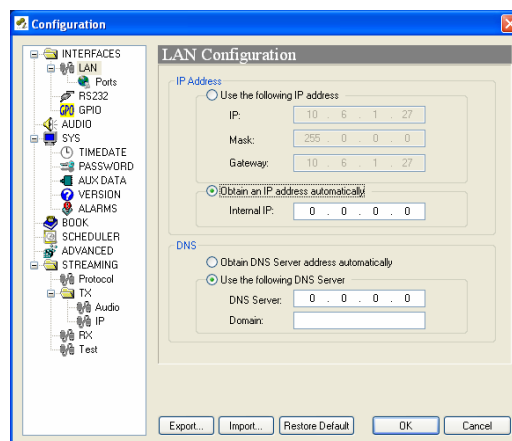 Configuration
INTERFACES
LAN
Ports
RS232
GPIO
AUDIO
SYS
TIMEDATE
PASSWORD
AUX DATA
VERSION
ALARMS
BOOK
SCHEDULER
ADVANCED
STREAMING
Protocol
TX
Audio
IP
RX
Test
LAN Configuration
IP Address
Use the following IP address
IP: 10 . 6 . 1 . 27
Mask: 255 . 0 . 0 . 0
Gateway: 10 . 6 . 1 . 27
Obtain an IP address automatically
Internal IP: 0 . 0 . 0 . 0
DNS
Obtain DNS Server address automatically
Use the following DNS Server
DNS Server: 0 . 0 . 0 . 0
Domain:
Export... Import... Restore Default OK Cancel